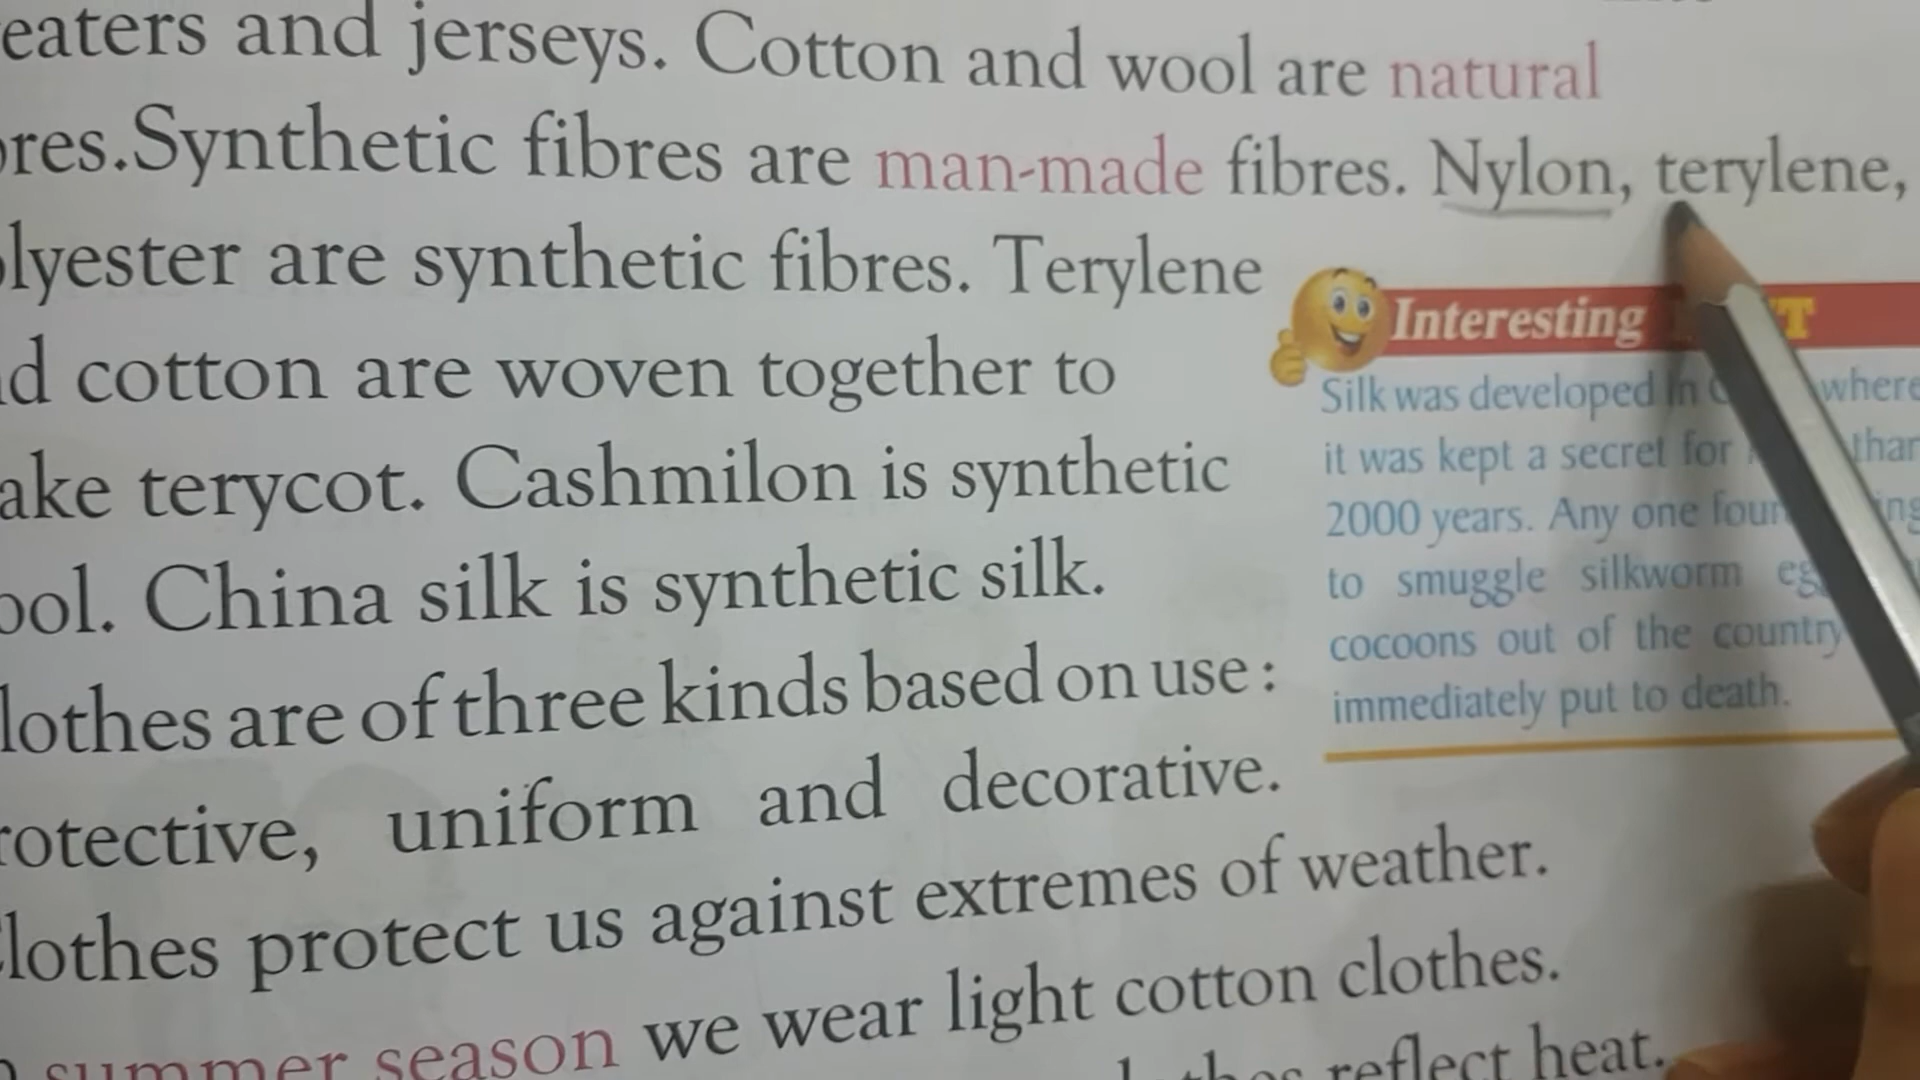 eaters and jerseys. Cotton and wool are natural
res.Synthetic fibres are man-made fibres. Nylon, terylene,
lyester are synthetic fibres. Terylene
d cotton are woven together to
ake terycot. Cashmilon is synthetic
ool. China silk is synthetic silk.
lothes are of three kinds based on use :
rotective, uniform and decorative.
lothes protect us against extremes of weather.
summer season we wear light cotton clothes.
reflect heat.
Interesting
Silk was developed in where
it was kept a secret for than
2000 years. Any one
to smuggle silkworm
cocoons out of the country
immediately put to death.